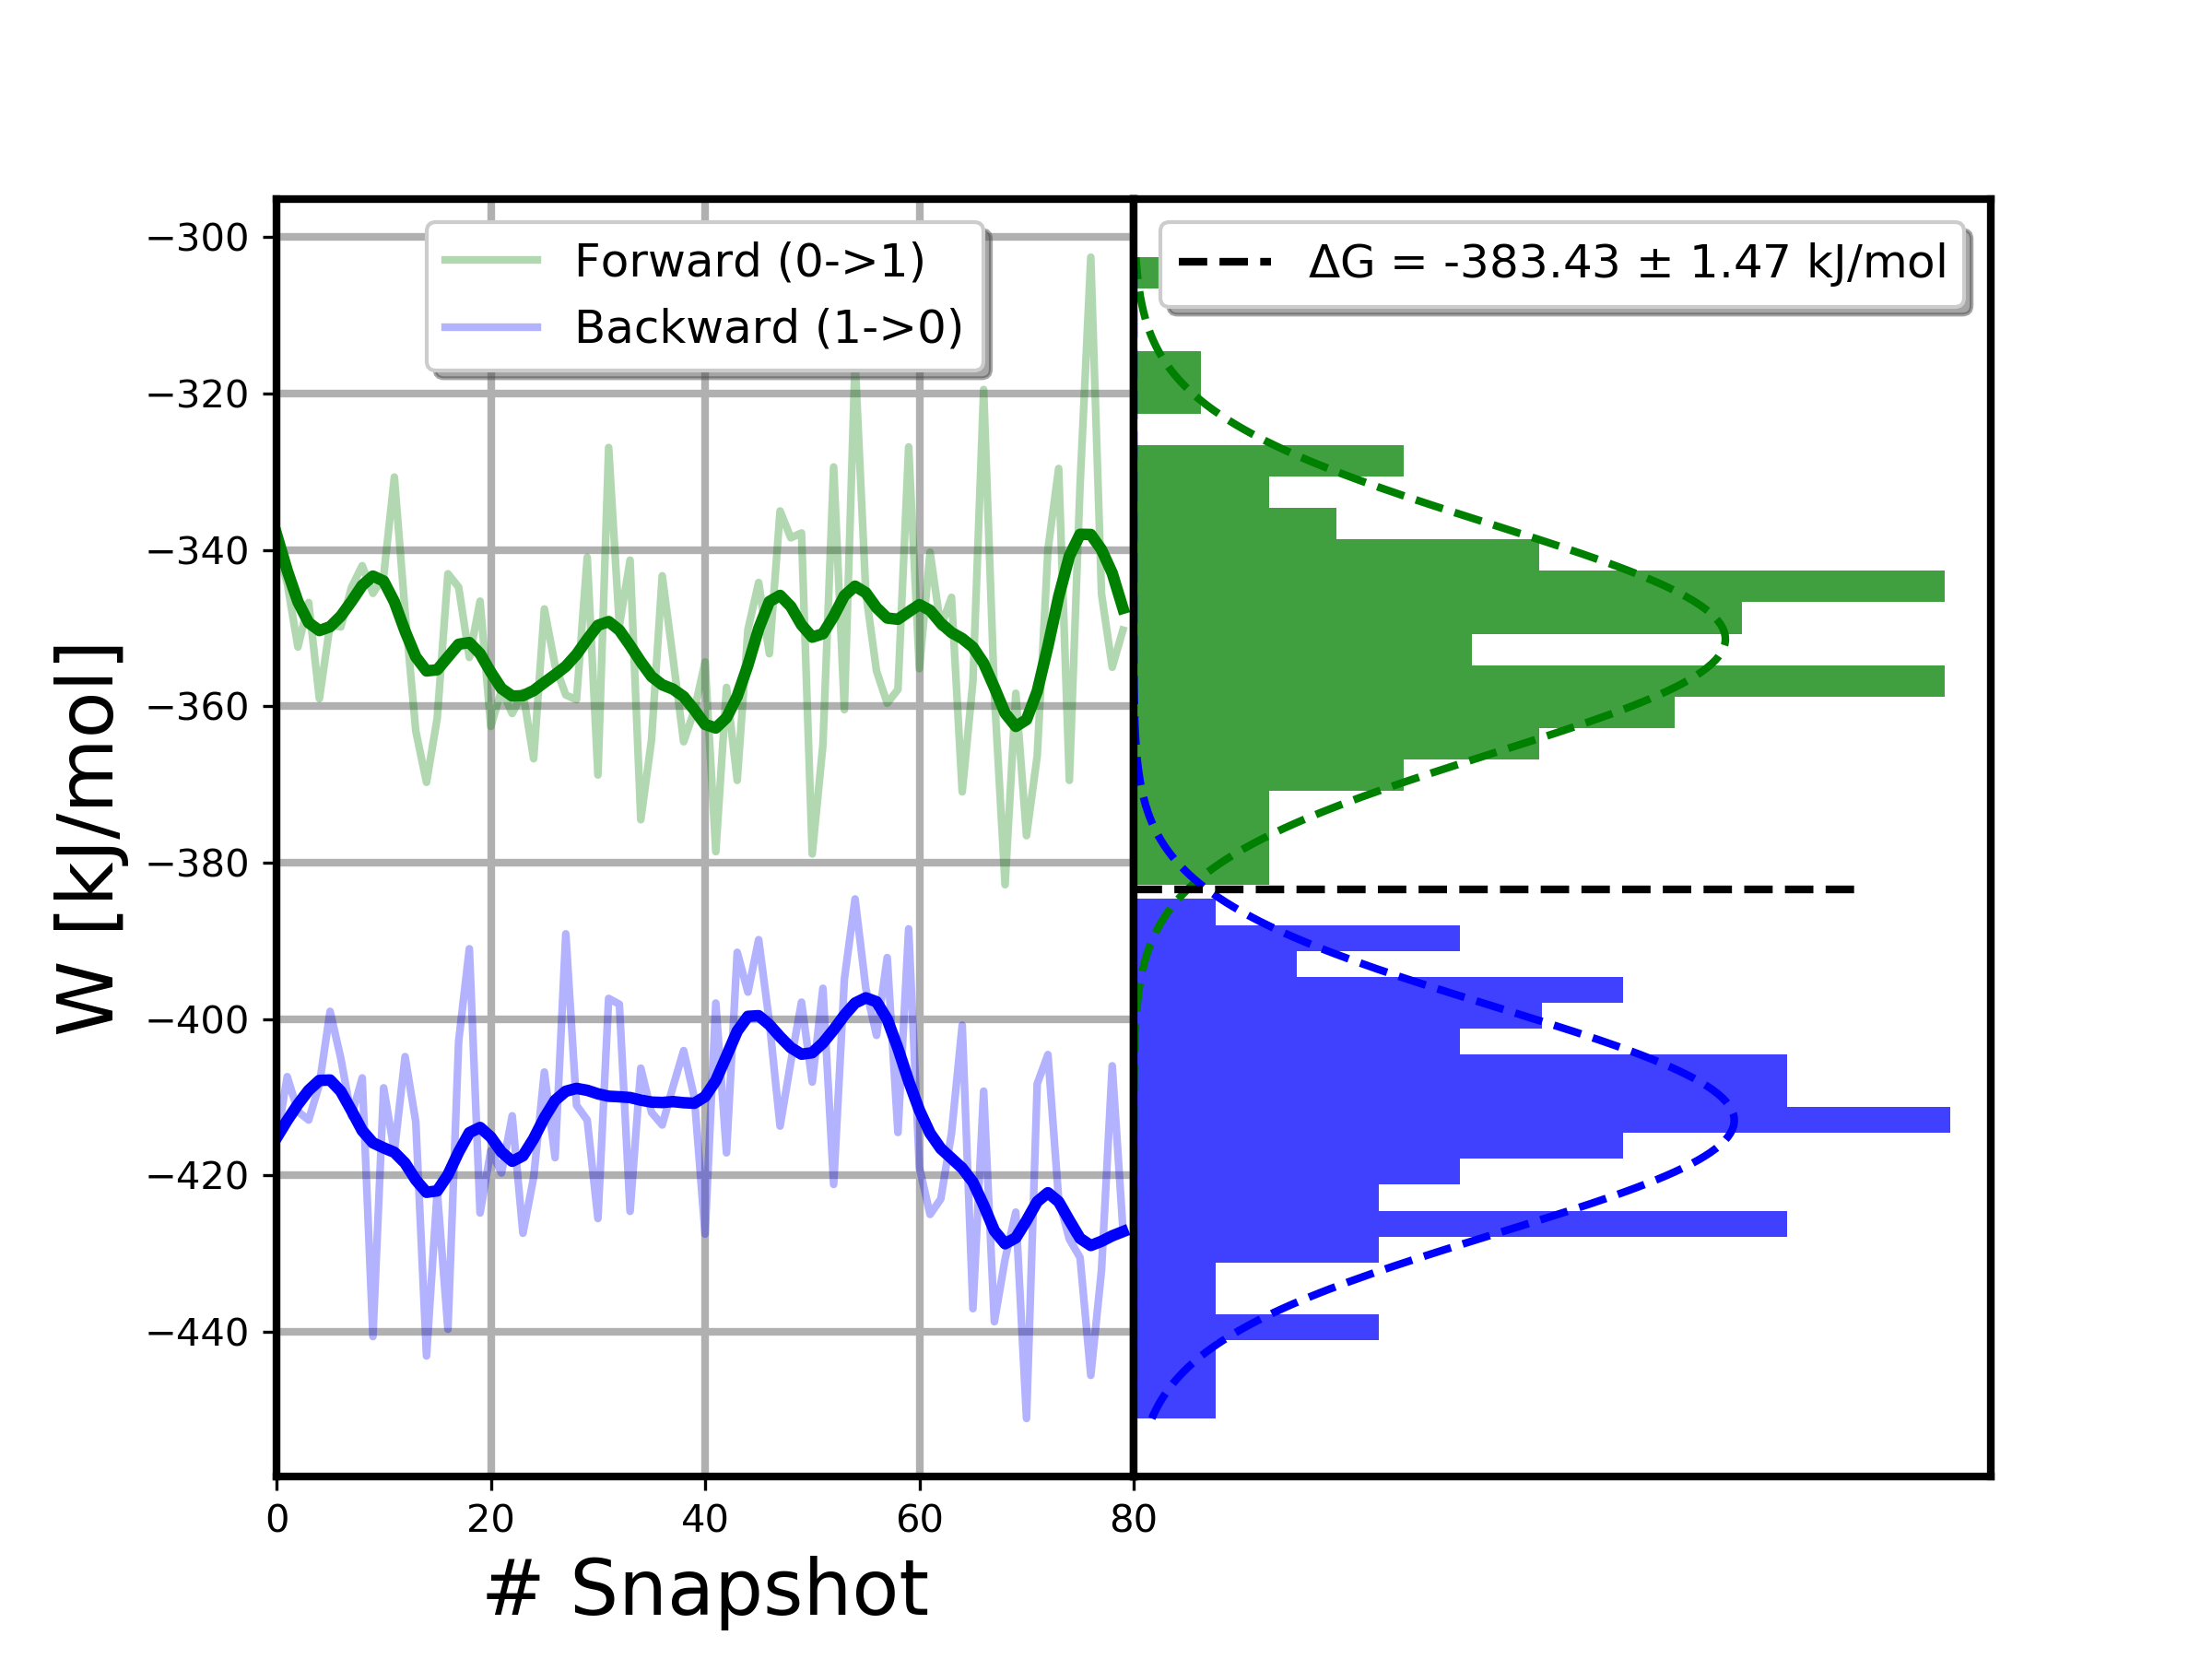 Forward (0->1)
Backward (1->0)
ΔG = -383.43 ± 1.47 kJ/mol
W [kJ/mol]
−300
−320
−340
−360
−380
−400
−420
−440
0 20 40 60 80
# Snapshot